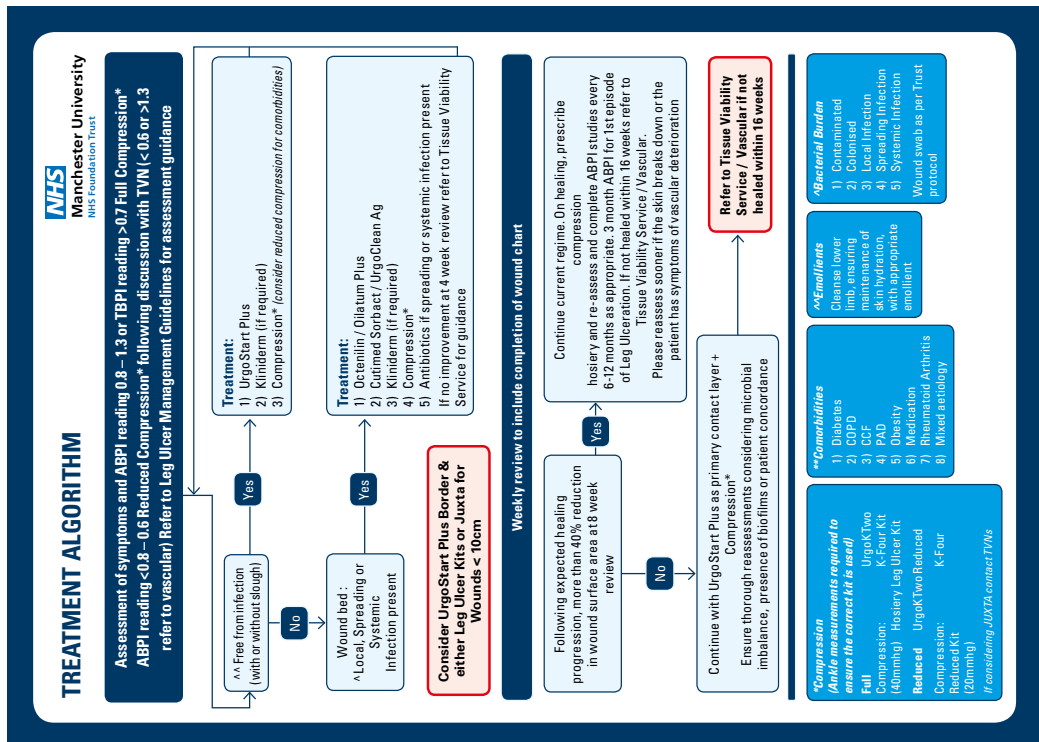 TREATMENT ALGORITHM
NHS
Manchester University
NHS Foundation Trust
Assessment of symptoms and ABPI reading 0.8 – 1.3 or TBPI reading >0.7 Full Compression*
ABPI reading <0.8 – 0.6 Reduced Compression* following discussion with TVN (< 0.6 or >1.3
refer to vascular) Refer to Leg Ulcer Management Guidelines for assessment guidance
^^ Free from infection
(with or without slough)
Yes
Treatment:
1) UrgoStart Plus
2) Kliniderm (if required)
3) Compression* (consider reduced compression for comorbidities)
No
Wound bed :
^Local, Spreading or
Systemic
Infection present
Yes
Treatment:
1) Octenilin / Oilatum Plus
2) Cutimed Sorbact / UrgoClean Ag
3) Kliniderm (if required)
4) Compression*
5) Antibiotics if spreading or systemic infection present
If no improvement at 4 week review refer to Tissue Viability
Service for guidance
Consider UrgoStart Plus Border &
either Leg Ulcer Kits or Juxta for
Wounds < 10cm
Weekly review to include completion of wound chart
Following expected healing
progression, more than 40% reduction
in wound surface area at 8 week
review
Yes
Continue current regime. On healing, prescribe
compression
hosiery and re-assess and complete ABPI studies every
6-12 months as appropriate. 3 month ABPI for 1st episode
of Leg Ulceration. If not healed within 16 weeks refer to
Tissue Viability Service / Vascular.
Please reassess sooner if the skin breaks down or the
patient has symptoms of vascular deterioration
No
Continue with UrgoStart Plus as primary contact layer +
Compression*
Ensure thorough reassessments considering microbial
imbalance, presence of biofilms or patient concordance
Refer to Tissue Viability
Service / Vascular if not
healed within 16 weeks
*Compression
(Ankle measurements required to
ensure the correct kit is used)
Full UrgoKTwo
Compression: K-Four Kit
(40mmhg) Hosiery Leg Ulcer Kit
Reduced UrgoKTwo Reduced
Compression: K-Four
Reduced Kit
(20mmhg)
If considering JUXTA contact TVNs
**Comorbidities
1) Diabetes
2) COPD
3) CCF
4) PAD
5) Obesity
6) Medication
7) Rheumatoid Arthritis
8) Mixed aetiology
^^Emollients
Cleanse lower
limb, ensuring
maintenance of
skin hydration,
with appropriate
emollient
^Bacterial Burden
1) Contaminated
2) Colonised
3) Local Infection
4) Spreading Infection
5) Systemic Infection
Wound swab as per Trust
protocol